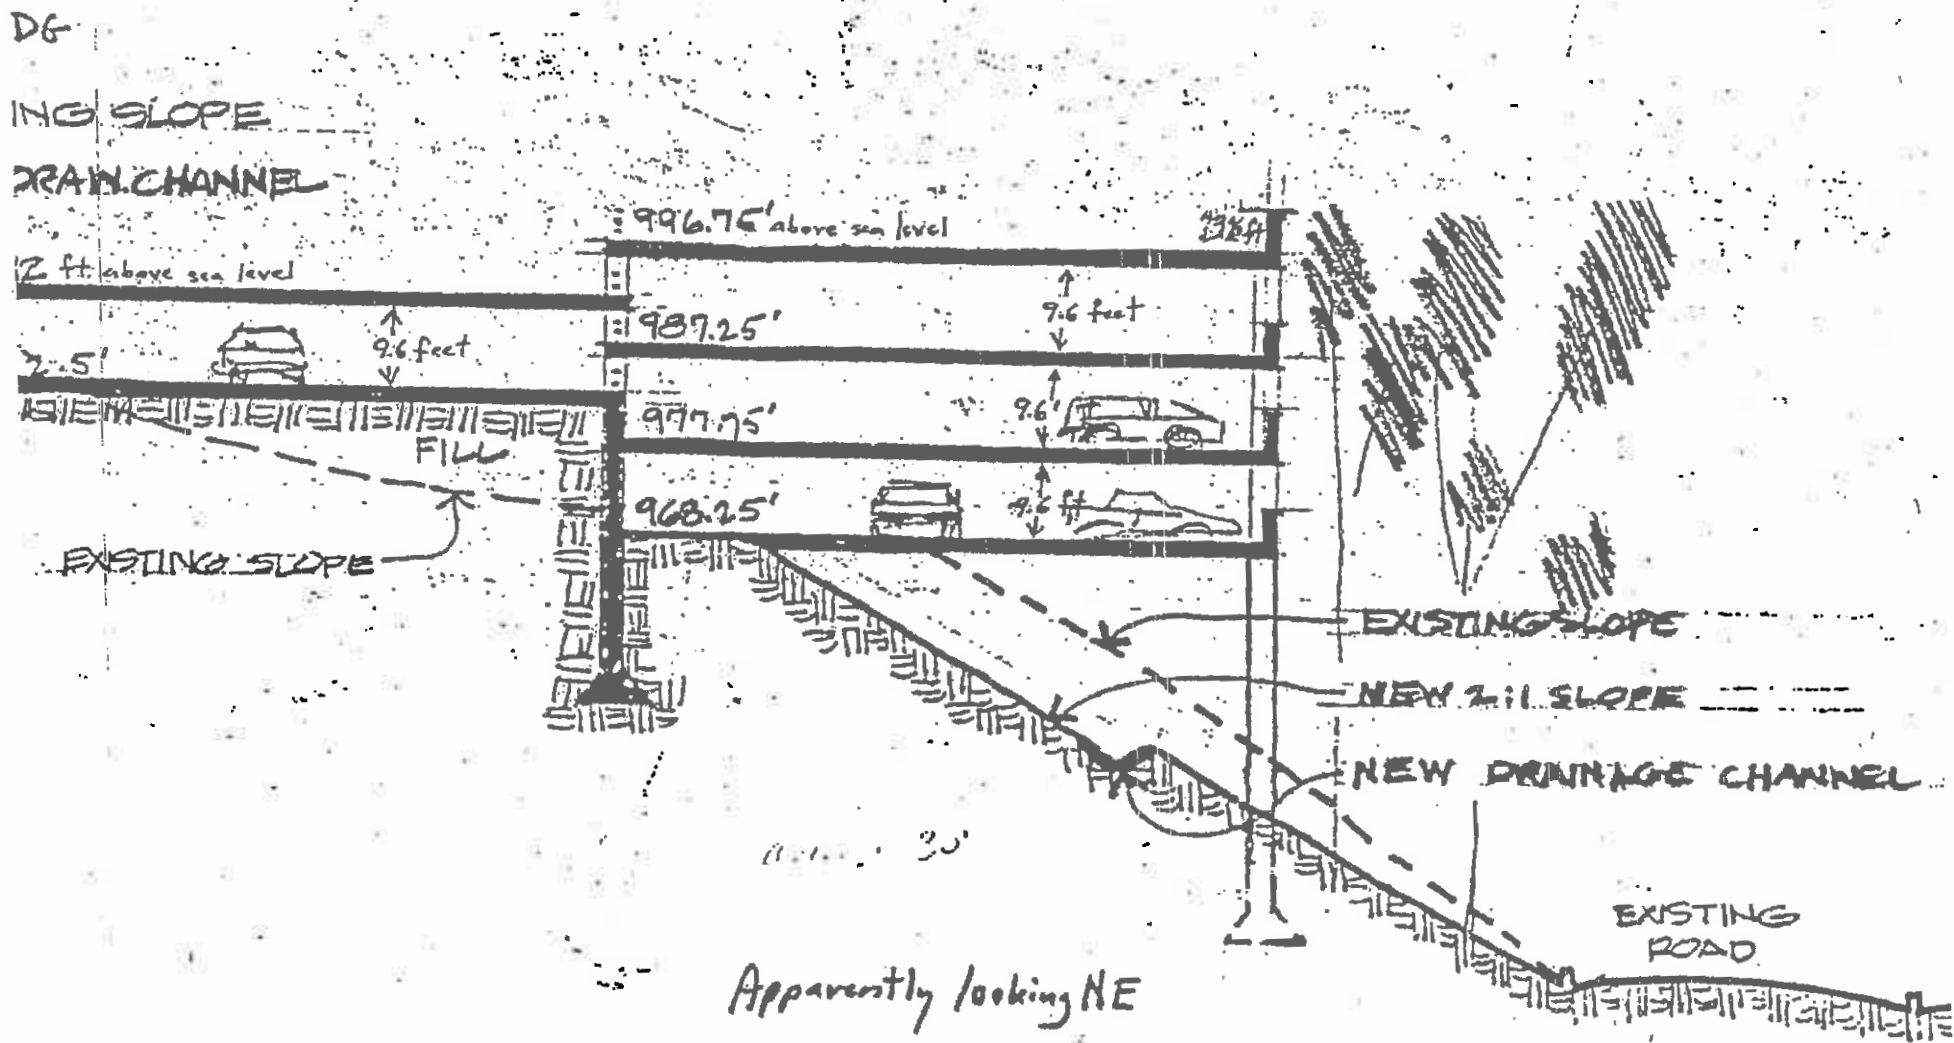 DG
ING SLOPE
DRAIN CHANNEL
996.75' above sea level
2 ft above sea level
987.25'
9.6 feet
9.6 feet
2.5'
977.75'
9.6'
FILL
968.25'
9.6 ft
EXISTING SLOPE
EXISTING SLOPE
NEW 2:1 SLOPE
NEW DRAINAGE CHANNEL
30'
EXISTING
ROAD
Apparently looking NE